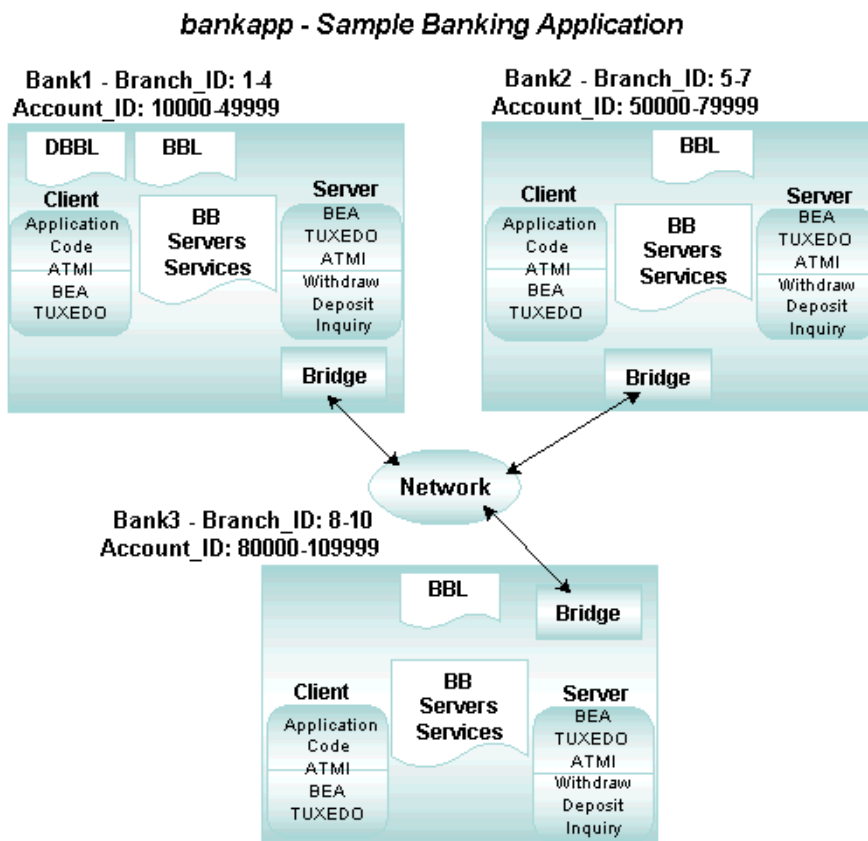 bankapp - Sample Banking Application
Bank1 - Branch_ID: 1-4
Account_ID: 10000-49999
DBBL
BBL
Client
Application
Code
ATMI
BEA
TUXEDO
BB
Servers
Services
Server
BEA
TUXEDO
ATMI
Withdraw
Deposit
Inquiry
Bridge
Bank2 - Branch_ID: 5-7
Account_ID: 50000-79999
BBL
Client
Application
Code
ATMI
BEA
TUXEDO
BB
Servers
Services
Server
BEA
TUXEDO
ATMI
Withdraw
Deposit
Inquiry
Bridge
Network
Bank3 - Branch_ID: 8-10
Account_ID: 80000-109999
BBL
Bridge
Client
Application
Code
ATMI
BEA
TUXEDO
BB
Servers
Services
Server
BEA
TUXEDO
ATMI
Withdraw
Deposit
Inquiry